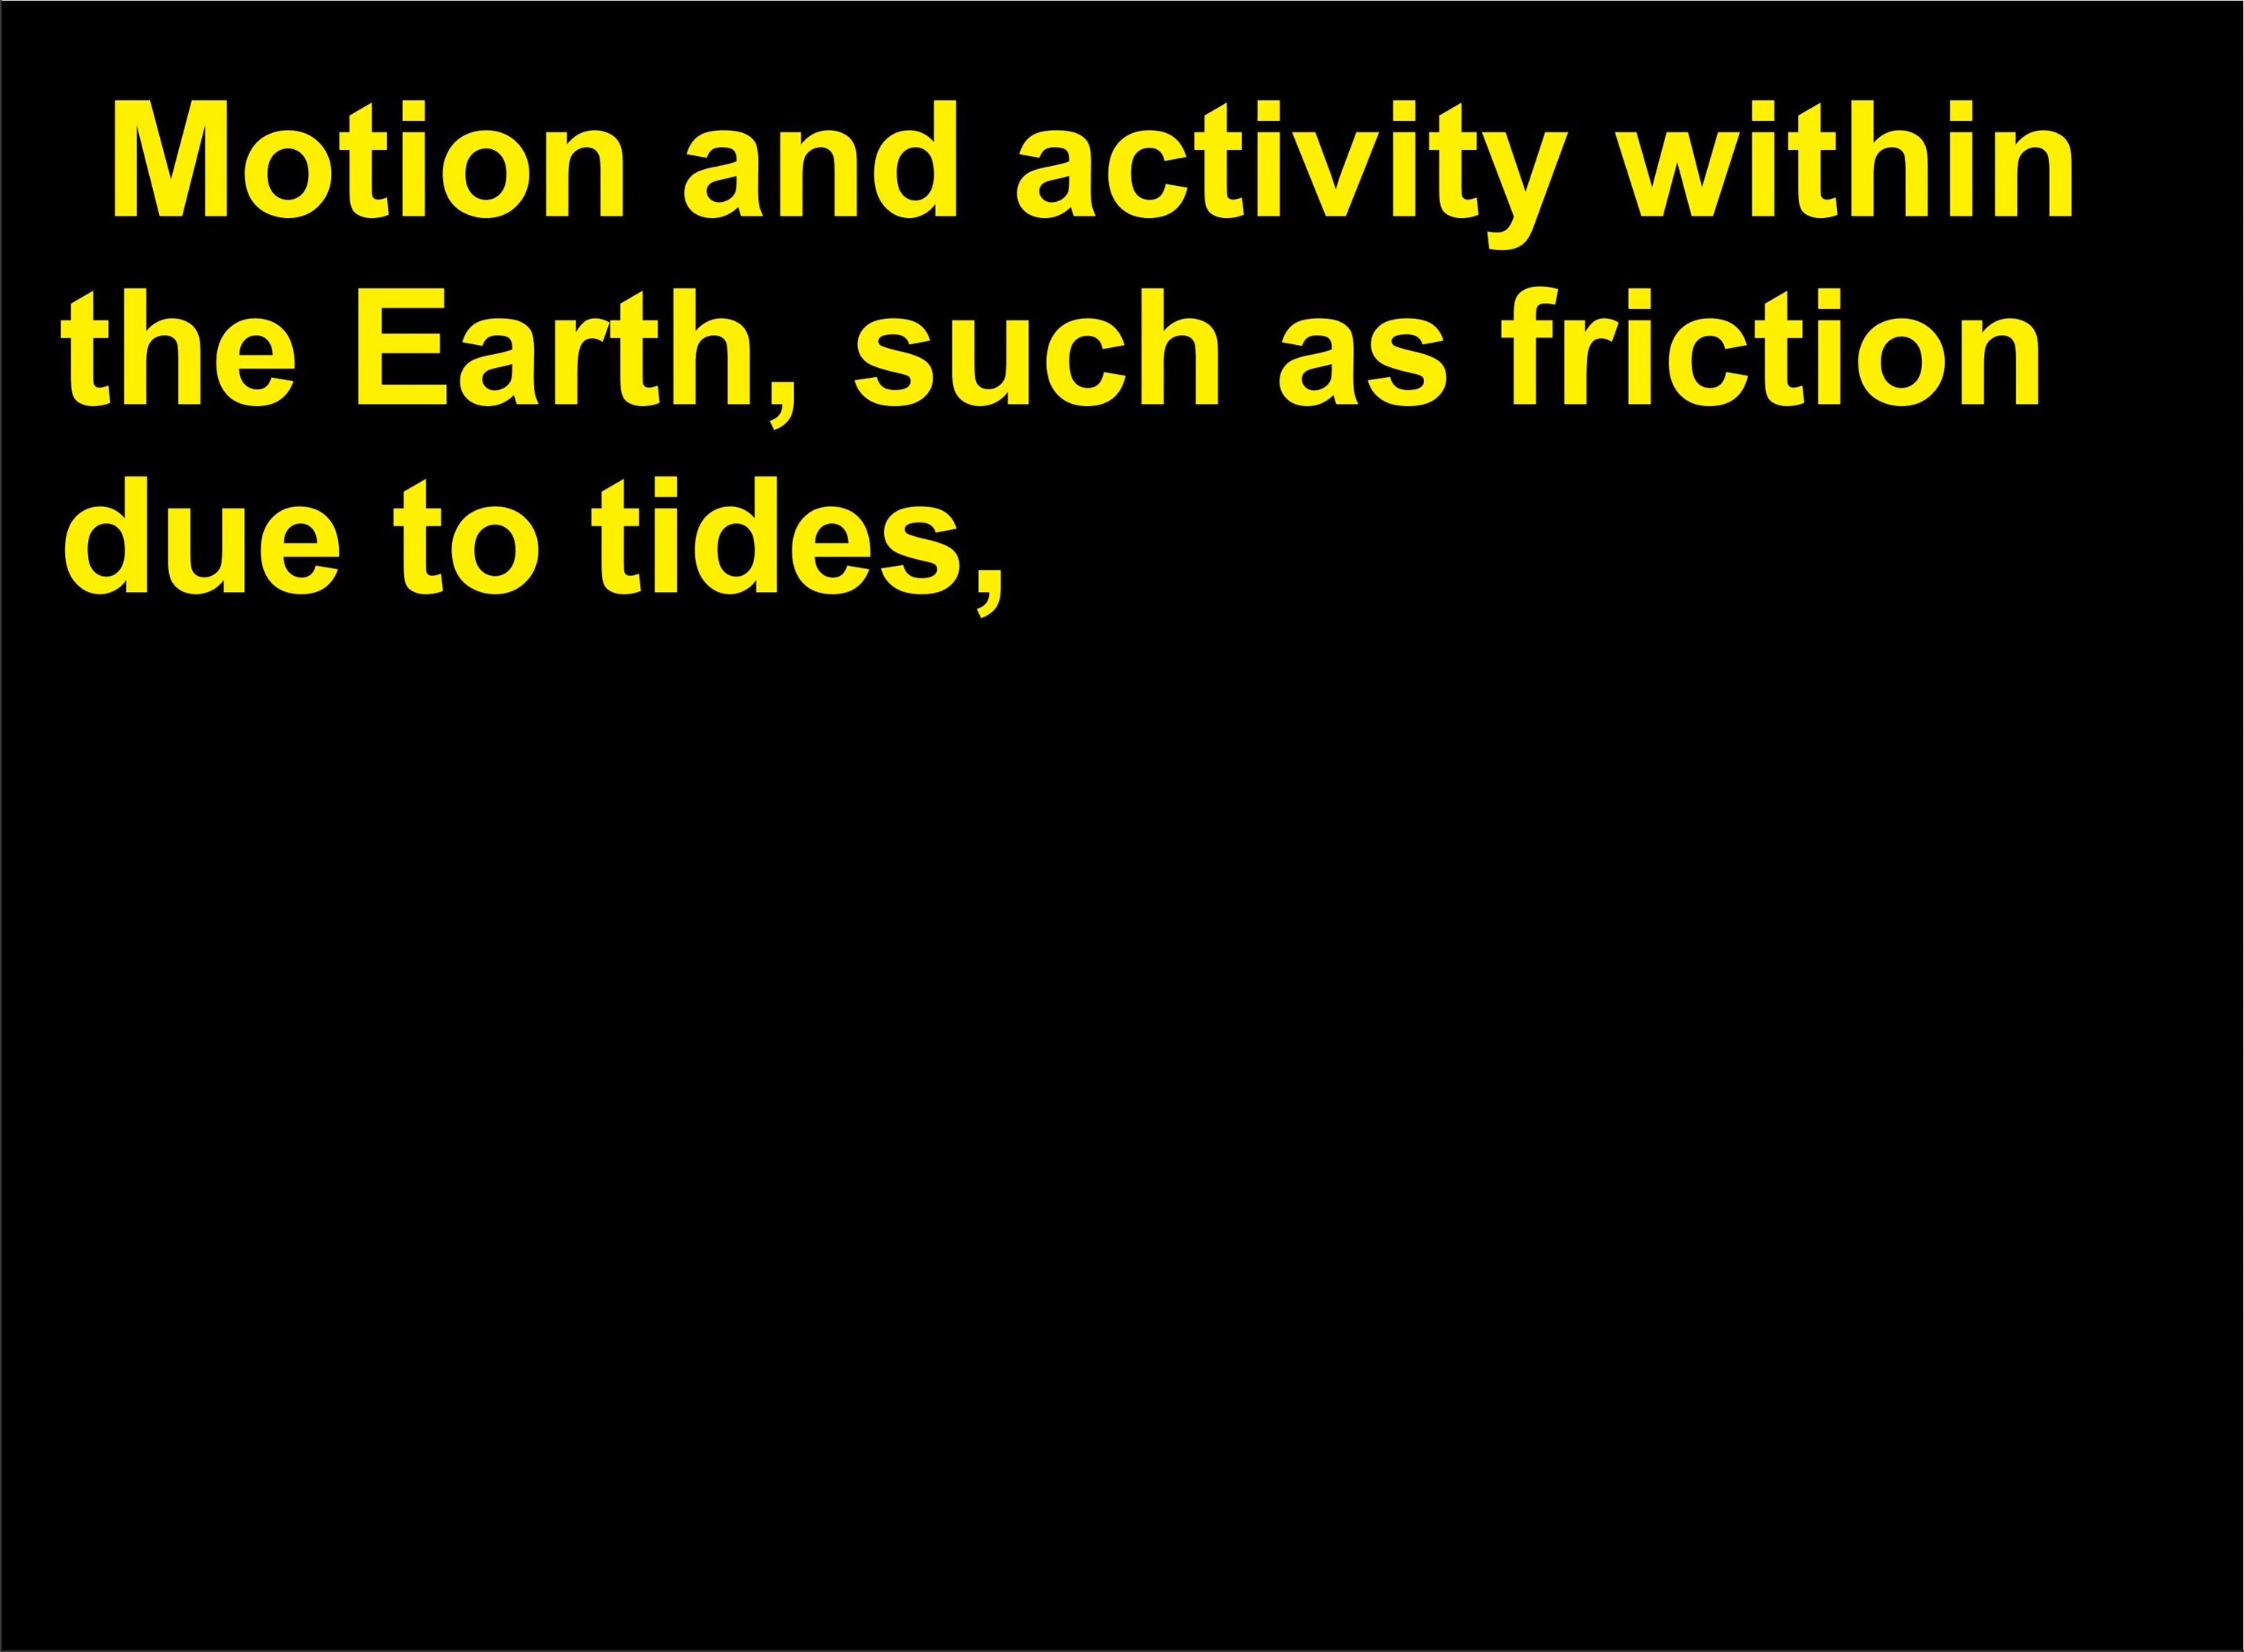 Motion and activity within
the Earth, such as friction
due to tides,